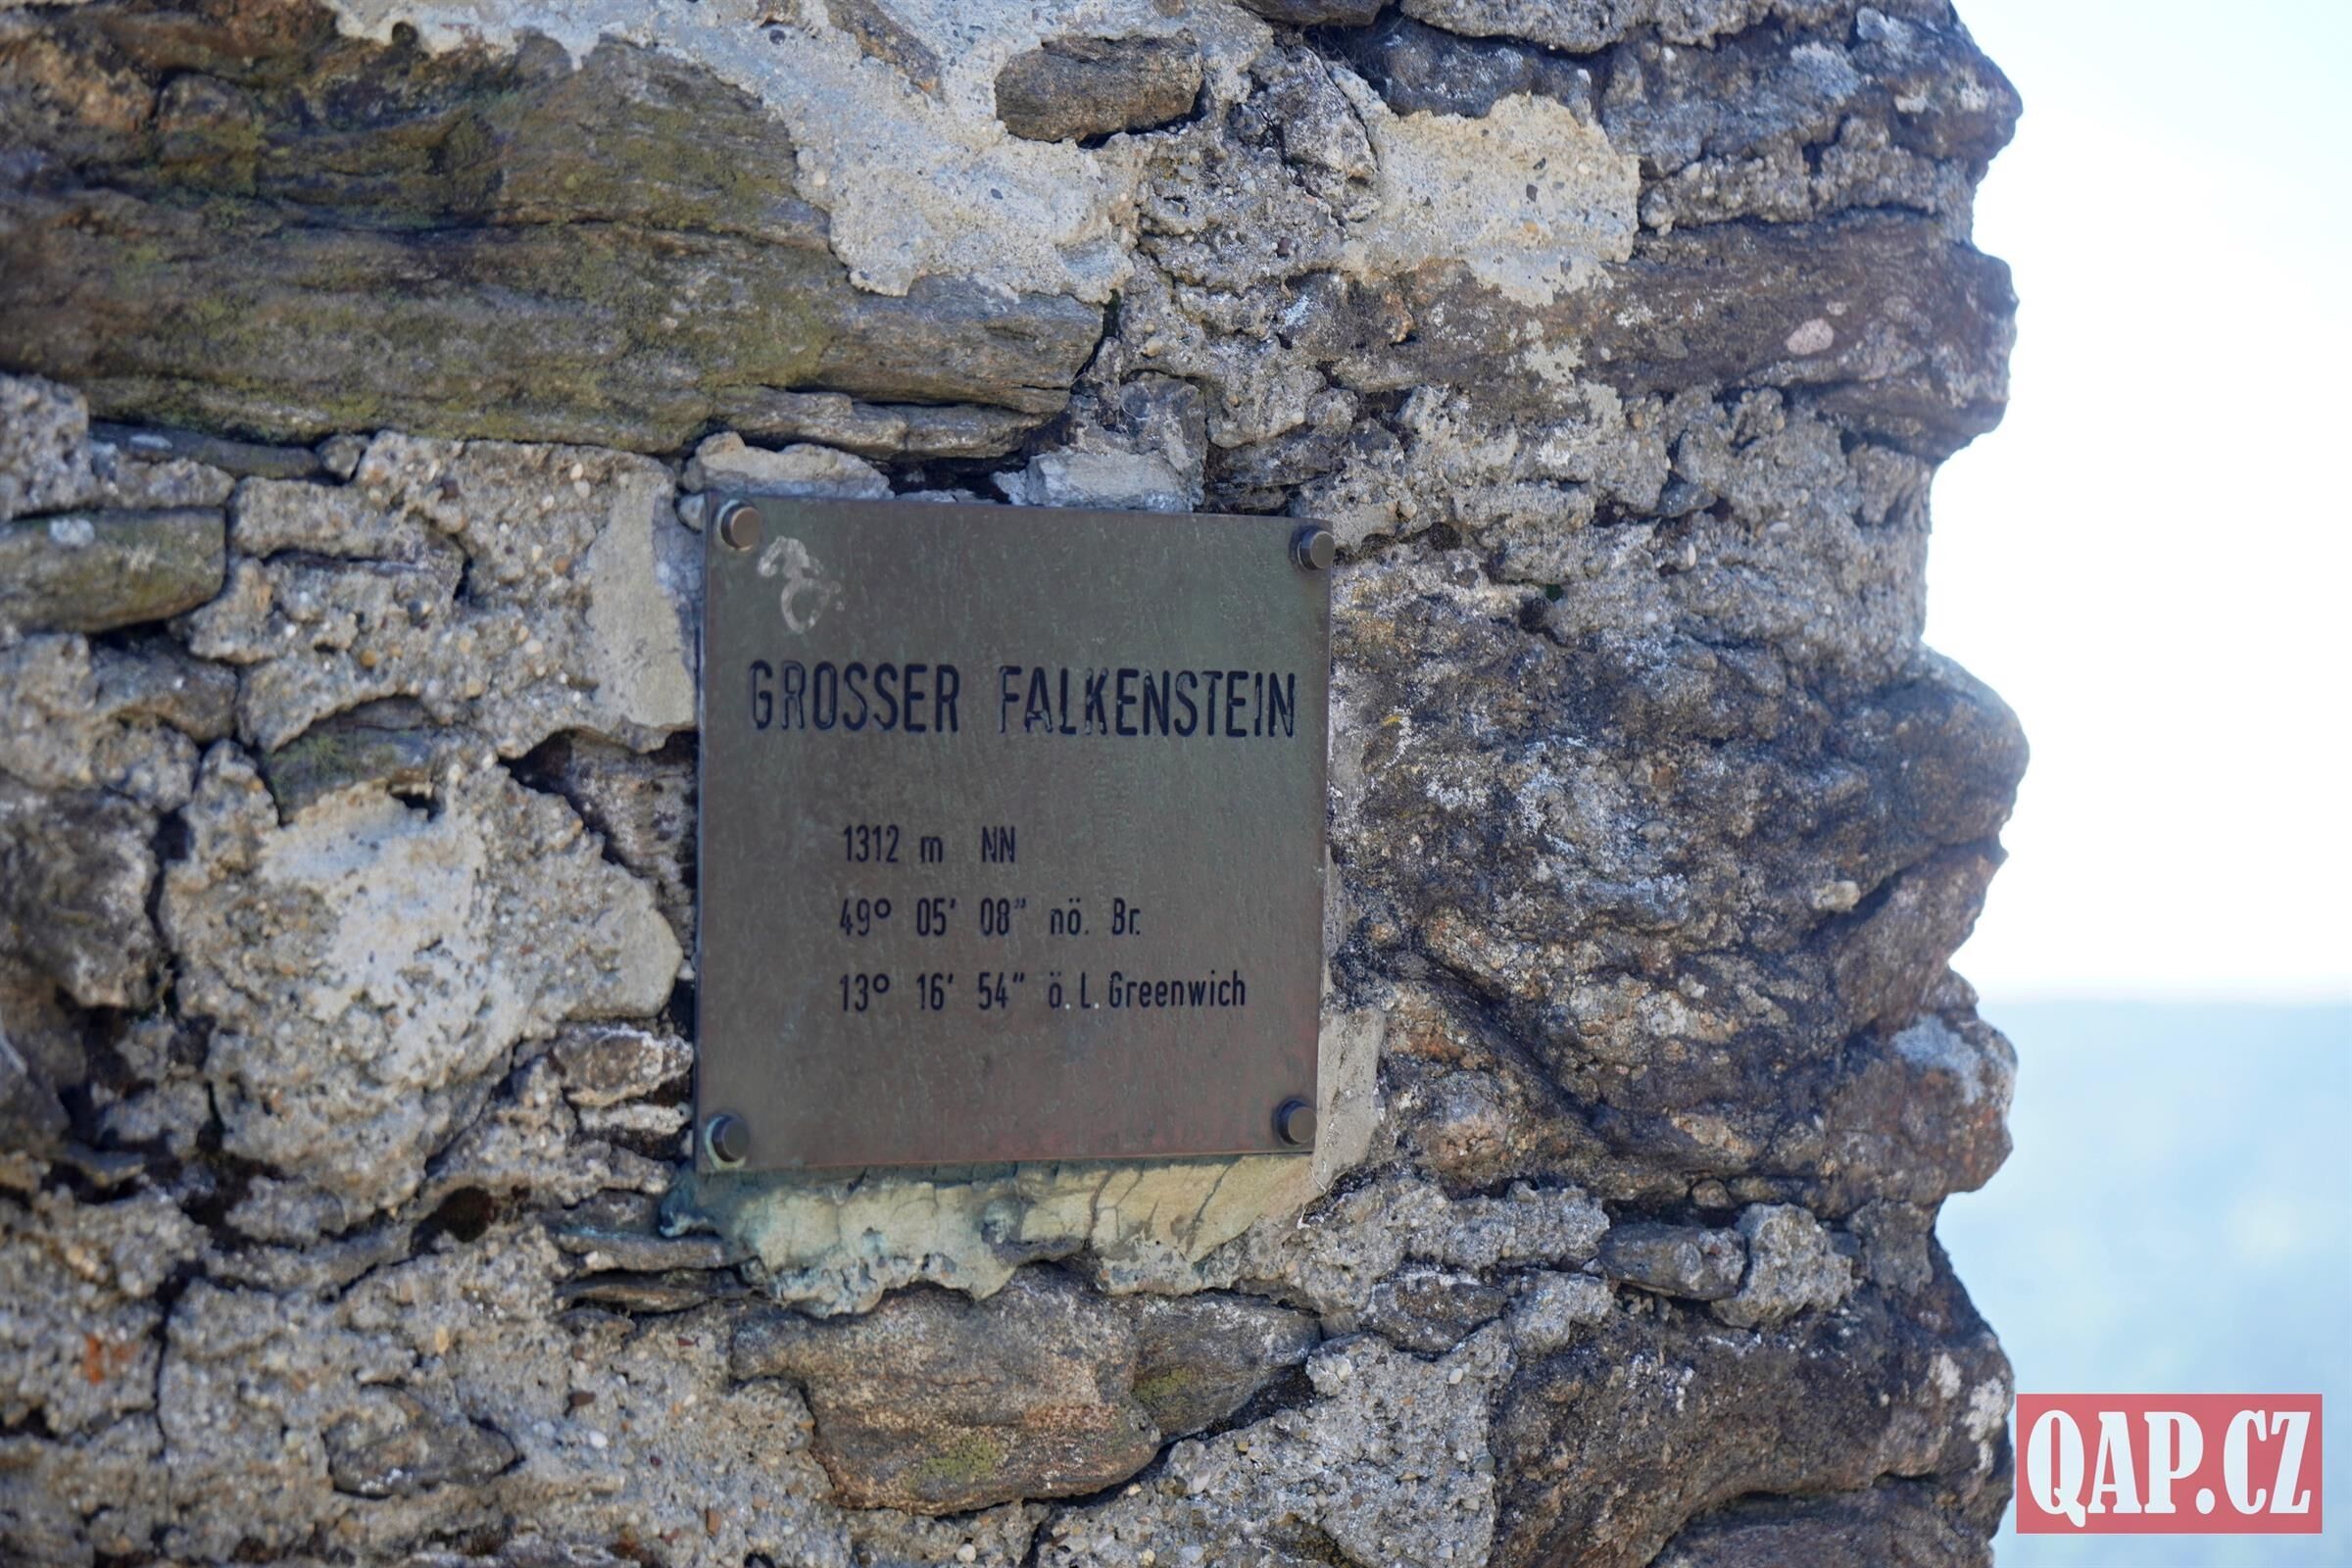 GROSSER FALKENSTEIN
1312 m NN
49° 05' 08" nö. Br.
13° 16' 54" ö. L. Greenwich
QAP.CZ